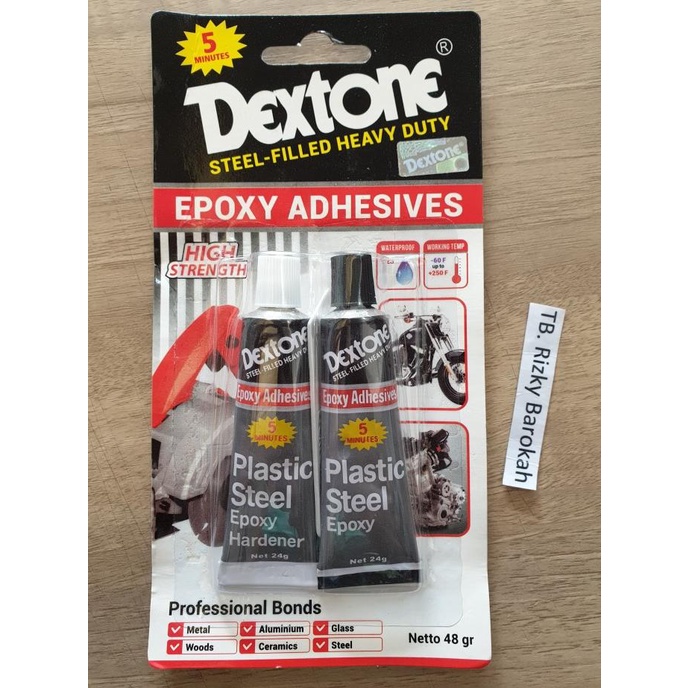 5
MINUTES
DEXTONE ®
STEEL-FILLED HEAVY DUTY
DEXTONE
EPOXY ADHESIVES
HIGH
STRENGTH
WATERPROOF
WORKING TEMP
-60 F
up to
+250 F
DEXTONE
STEEL-FILLED HEAVY DU
Epoxy Adhesives
5
MINUTES
Plastic
Steel
Epoxy
Hardener
Net 24g
DEXTONE
STEEL-FILLED HEAVY DU
Epoxy Adhesives
5
MINUTES
Plastic
Steel
Epoxy
Net 24g
TB. Rizky Barokah
Professional Bonds
Metal Aluminium Glass
Woods Ceramics Steel
Netto 48 gr